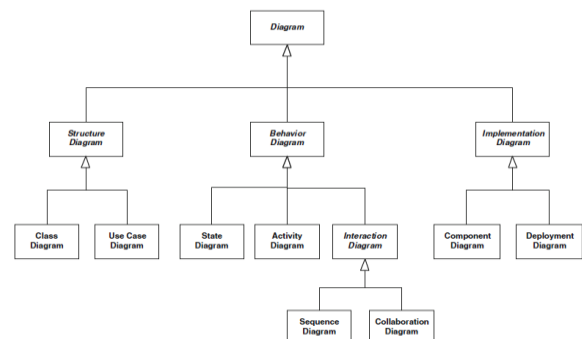 Diagram
Structure
Diagram
Behavior
Diagram
Implementation
Diagram
Class
Diagram
Use Case
Diagram
State
Diagram
Activity
Diagram
Interaction
Diagram
Component
Diagram
Deployment
Diagram
Sequence
Diagram
Collaboration
Diagram